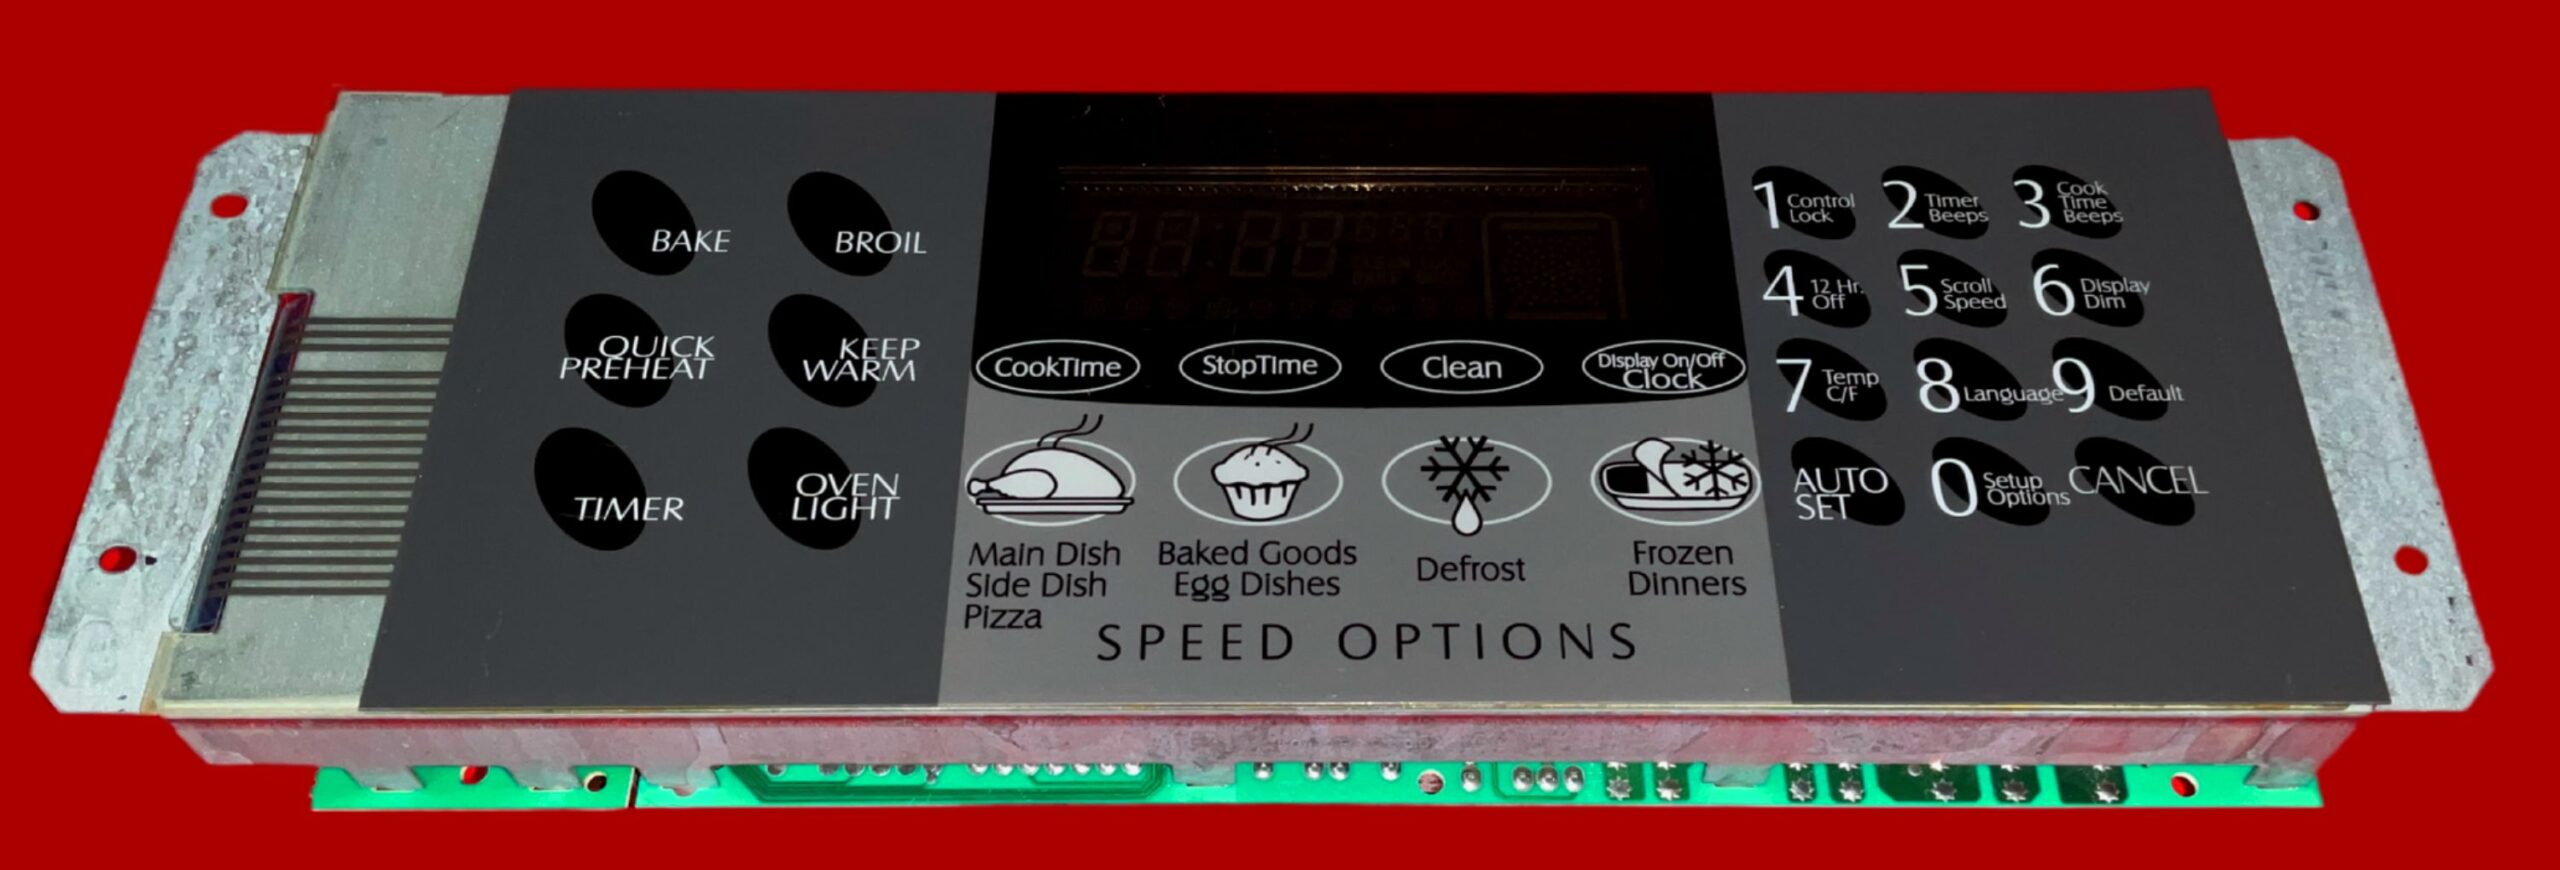 BAKE
BROIL
QUICK
PREHEAT
KEEP
WARM
TIMER
OVEN
LIGHT
88:88
CookTime
StopTime
Clean
Display On/Off
Clock
Main Dish
Side Dish
Pizza
Baked Goods
Egg Dishes
Defrost
Frozen
Dinners
SPEED OPTIONS
1 Control
Lock
2 Timer
Beeps
3 Cook
Time
Beeps
4 12 Hr.
Off
5 Scroll
Speed
6 Display
Dim
7 Temp
C/F
8 Language
9 Default
AUTO
SET
0 Setup
Options
CANCEL